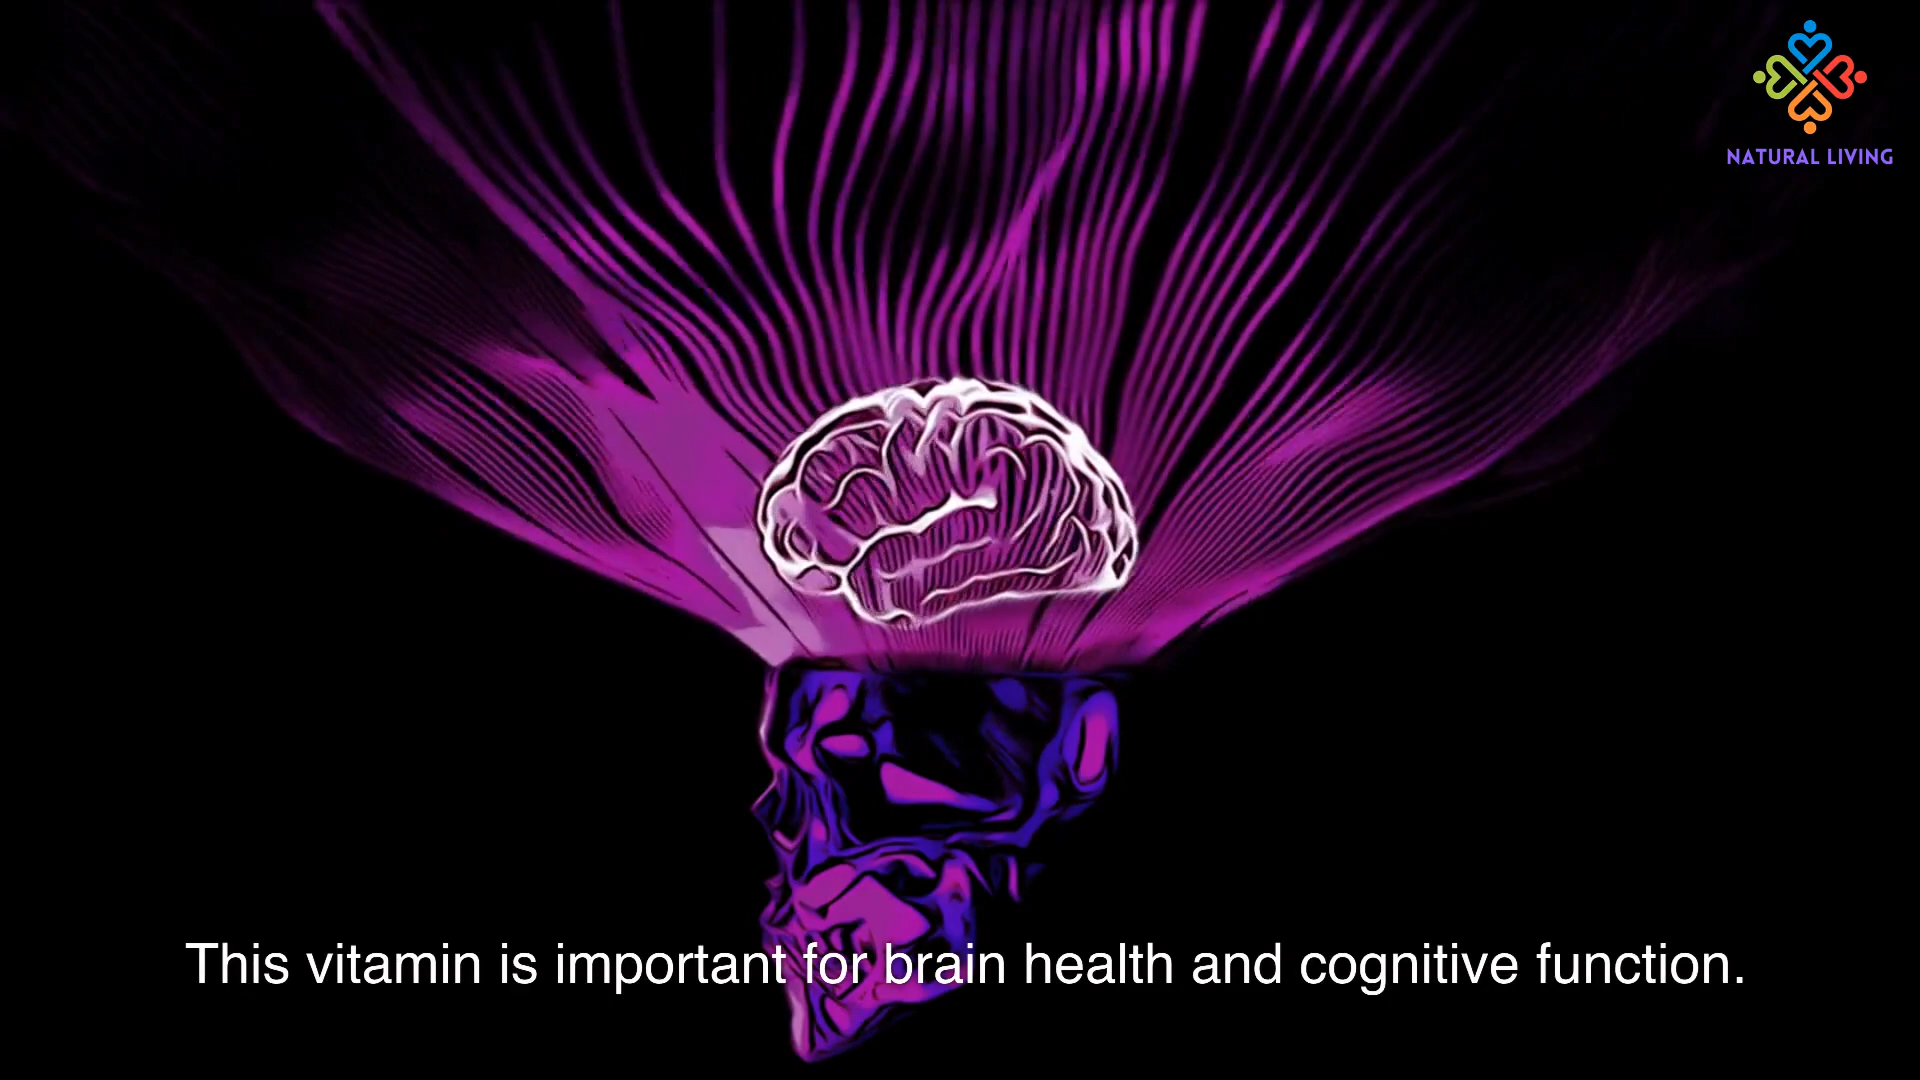 NATURAL LIVING
This vitamin is important for brain health and cognitive function.